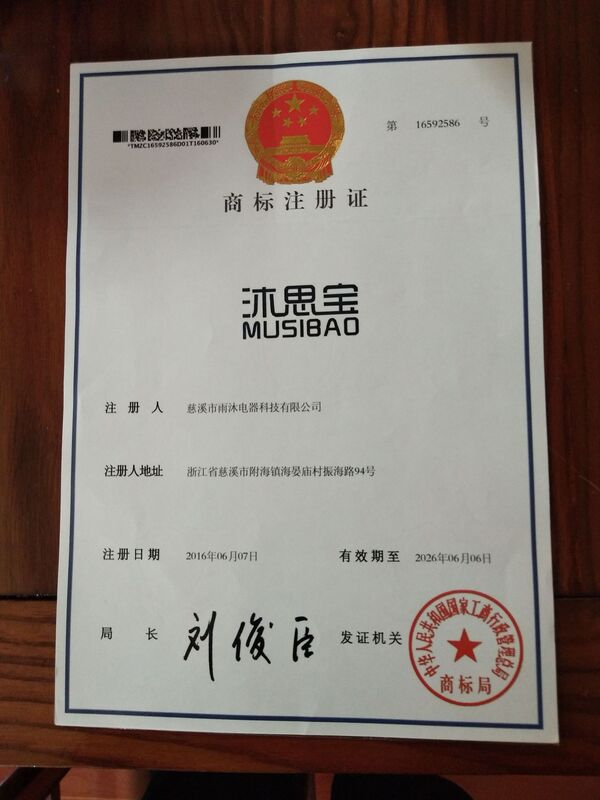 *TMZC16592586D01T160630*
第 16592586 号
商标注册证
沐思宝
MUSIBAO
注册人 慈溪市雨沐电器科技有限公司
注册人地址 浙江省慈溪市附海镇海晏庙村振海路94号
注册日期 2016年06月07日 有效期至 2026年06月06日
局长 刘俊臣 发证机关
中华人民共和国国家工商行政管理总局
商标局